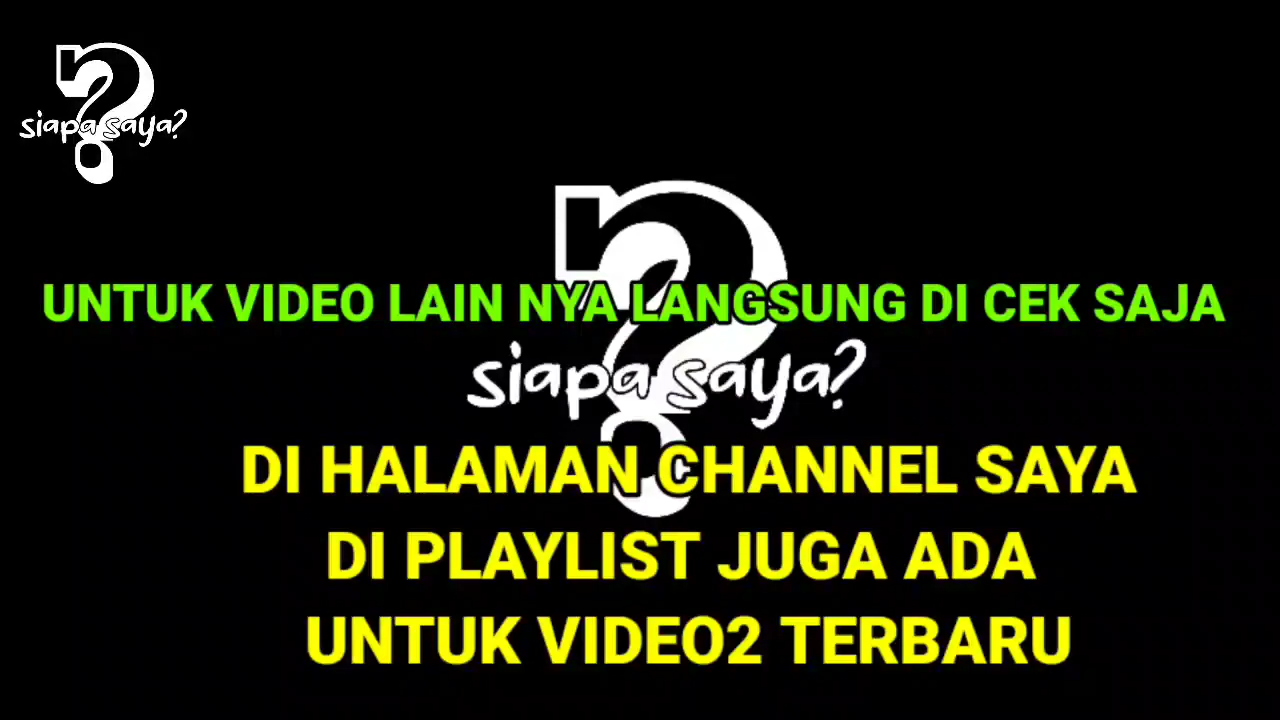 siapa saya?
UNTUK VIDEO LAIN NYA LANGSUNG DI CEK SAJA
siapa saya?
DI HALAMAN CHANNEL SAYA
DI PLAYLIST JUGA ADA
UNTUK VIDEO2 TERBARU